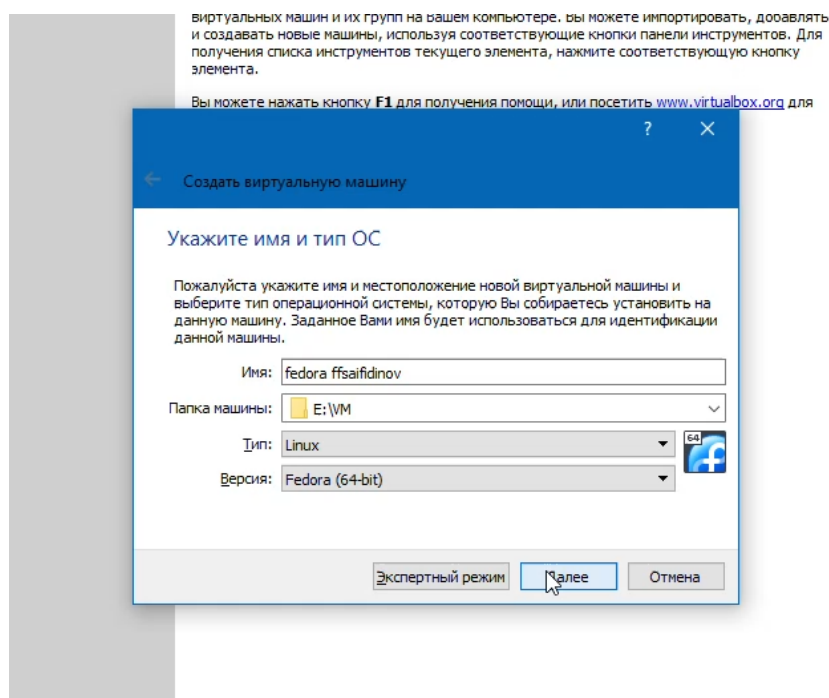 виртуальных машин и их групп на Вашем компьютере. Вы можете импортировать, добавлять
и создавать новые машины, используя соответствующие кнопки панели инструментов. Для
получения списка инструментов текущего элемента, нажмите соответствующую кнопку
элемента.
Вы можете нажать кнопку F1 для получения помощи, или посетить www.virtualbox.org для
?
Создать виртуальную машину
Укажите имя и тип ОС
Пожалуйста укажите имя и местоположение новой виртуальной машины и
выберите тип операционной системы, которую Вы собираетесь установить на
данную машину. Заданное Вами имя будет использоваться для идентификации
данной машины.
Имя: fedora ffsaifidinov
Папка машины: E:\VM
Тип: Linux
64
Версия: Fedora (64-bit)
Экспертный режим Далее Отмена